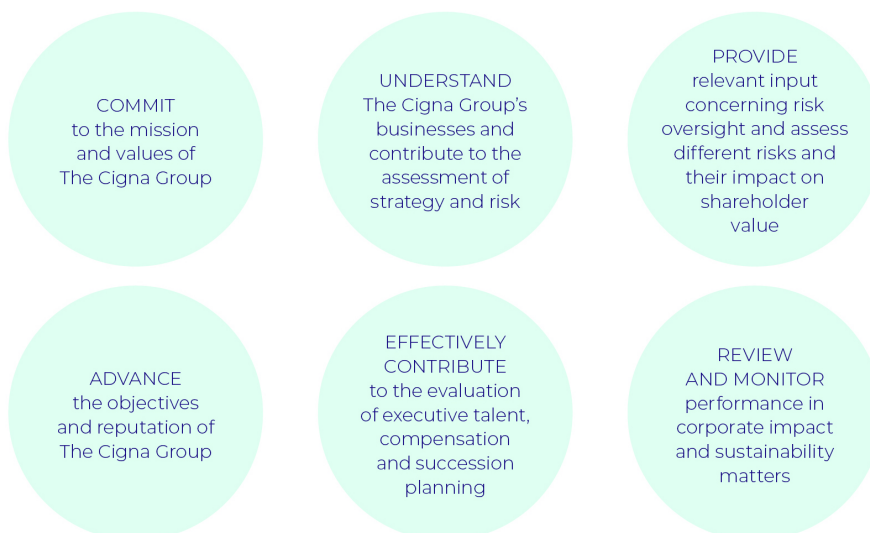 COMMIT
to the mission
and values of
The Cigna Group
UNDERSTAND
The Cigna Group’s
businesses and
contribute to the
assessment of
strategy and risk
PROVIDE
relevant input
concerning risk
oversight and assess
different risks and
their impact on
shareholder
value
ADVANCE
the objectives
and reputation of
The Cigna Group
EFFECTIVELY
CONTRIBUTE
to the evaluation
of executive talent,
compensation
and succession
planning
REVIEW
AND MONITOR
performance in
corporate impact
and sustainability
matters